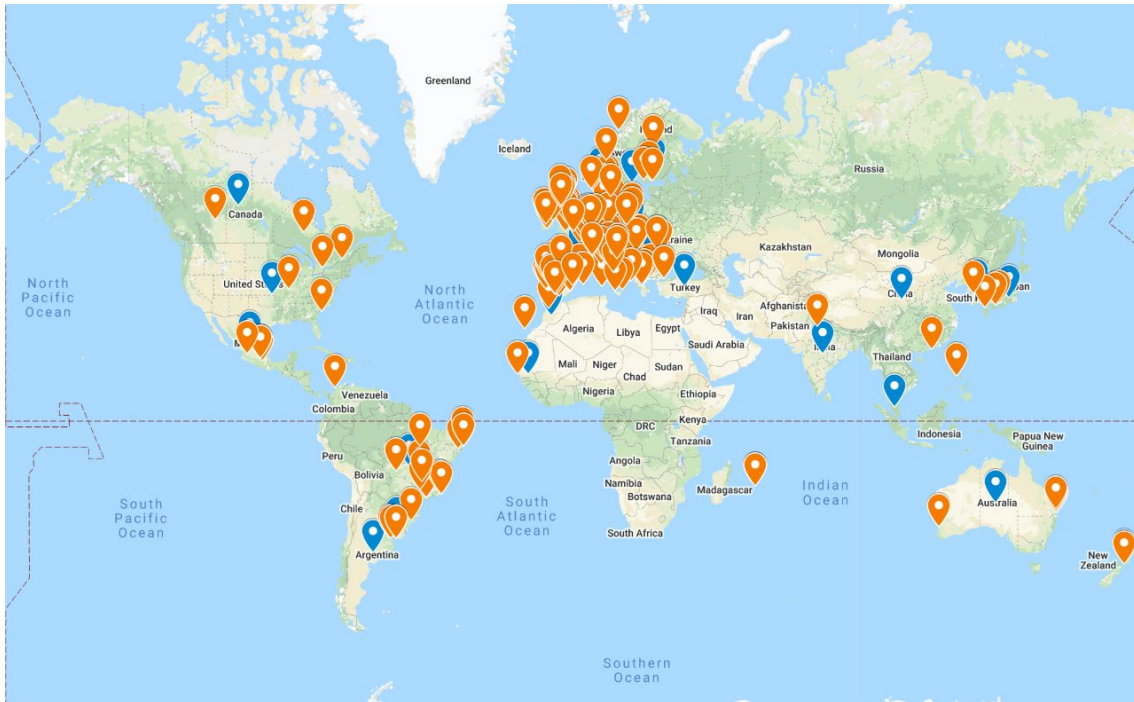 Greenland
Iceland
Russia
Canada
Kazakhstan
Mongolia
North
Pacific
Ocean
United States
North
Atlantic
Ocean
Turkey
Afghanistan
Iraq
Iran
Pakistan
Algeria
Libya
Egypt
Saudi Arabia
Mali
Niger
Chad
Sudan
Thailand
Nigeria
Ethiopia
Venezuela
Colombia
Kenya
DRC
Indonesia
Papua New
Guinea
Tanzania
Peru
Angola
Bolivia
Namibia
Botswana
Madagascar
Indian
Ocean
Australia
South
Pacific
Ocean
Chile
South
Atlantic
Ocean
South Africa
Argentina
New
Zealand
Southern
Ocean